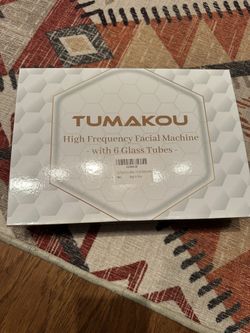 TUMAKOU
High Frequency Facial Machine
- with 6 Glass Tubes -